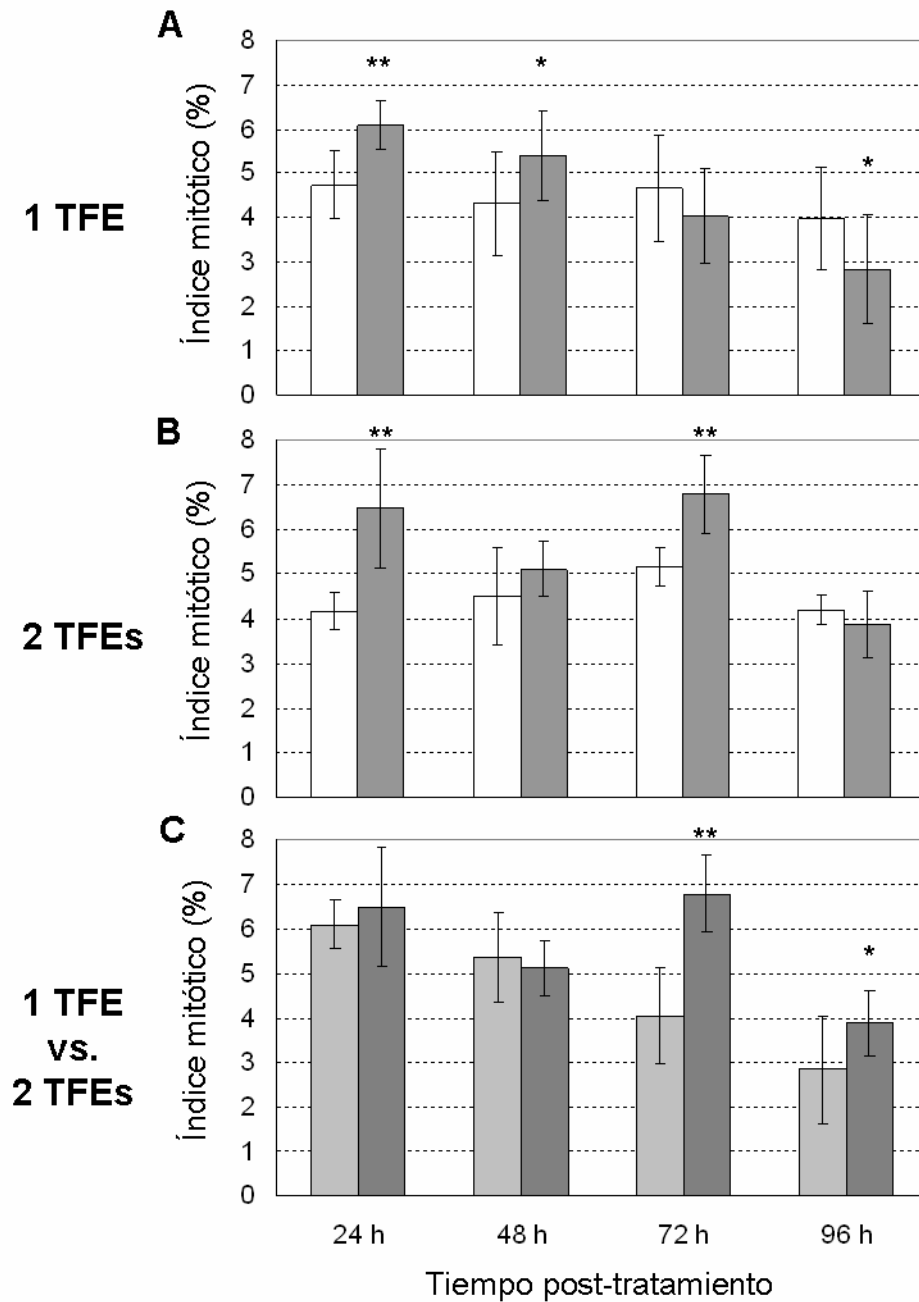 A
1 TFE
Índice mitótico (%)
8
7
6
5
4
3
2
1
0
**
*
*
B
2 TFEs
Índice mitótico (%)
8
7
6
5
4
3
2
1
0
**
**
C
1 TFE
vs.
2 TFEs
Índice mitótico (%)
8
7
6
5
4
3
2
1
0
**
*
24 h 48 h 72 h 96 h
Tiempo post-tratamiento